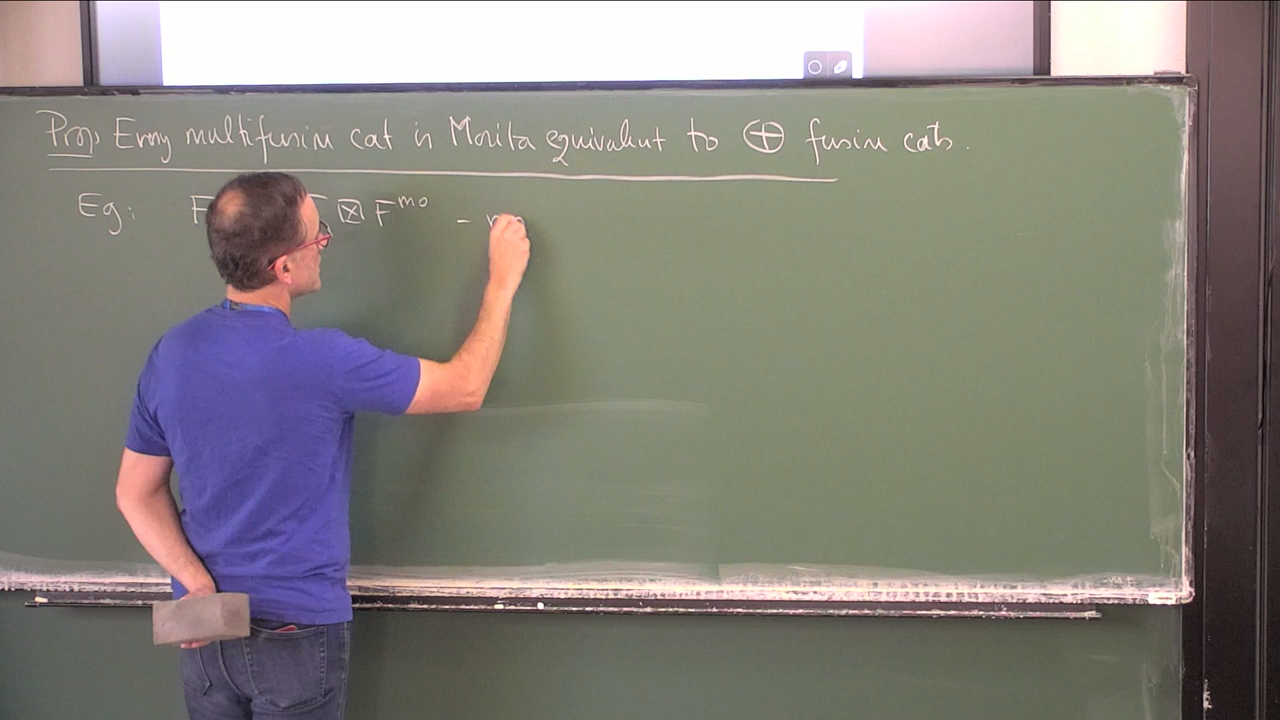 Prop. Every multifusion cat is Morita equivalent to ⊕ fusion cats.
Eg: F ⊠ F^mo -